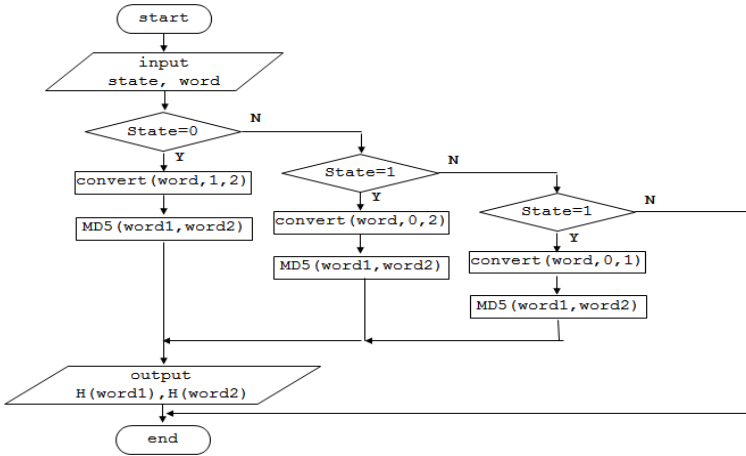 start
input
state, word
N
State=0
Y
N
convert(word,1,2)
State=1
Y
N
MD5(word1,word2)
convert(word,0,2)
State=1
Y
MD5(word1,word2)
convert(word,0,1)
MD5(word1,word2)
output
H(word1),H(word2)
end